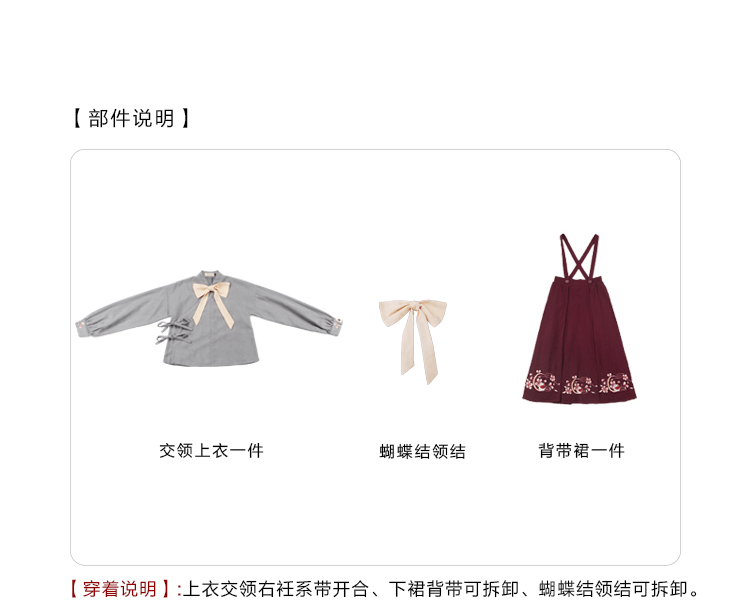 【部件说明】
交领上衣一件
蝴蝶结领结
背带裙一件
【穿着说明】:上衣交领右衽系带开合、下裙背带可拆卸、蝴蝶结领结可拆卸。